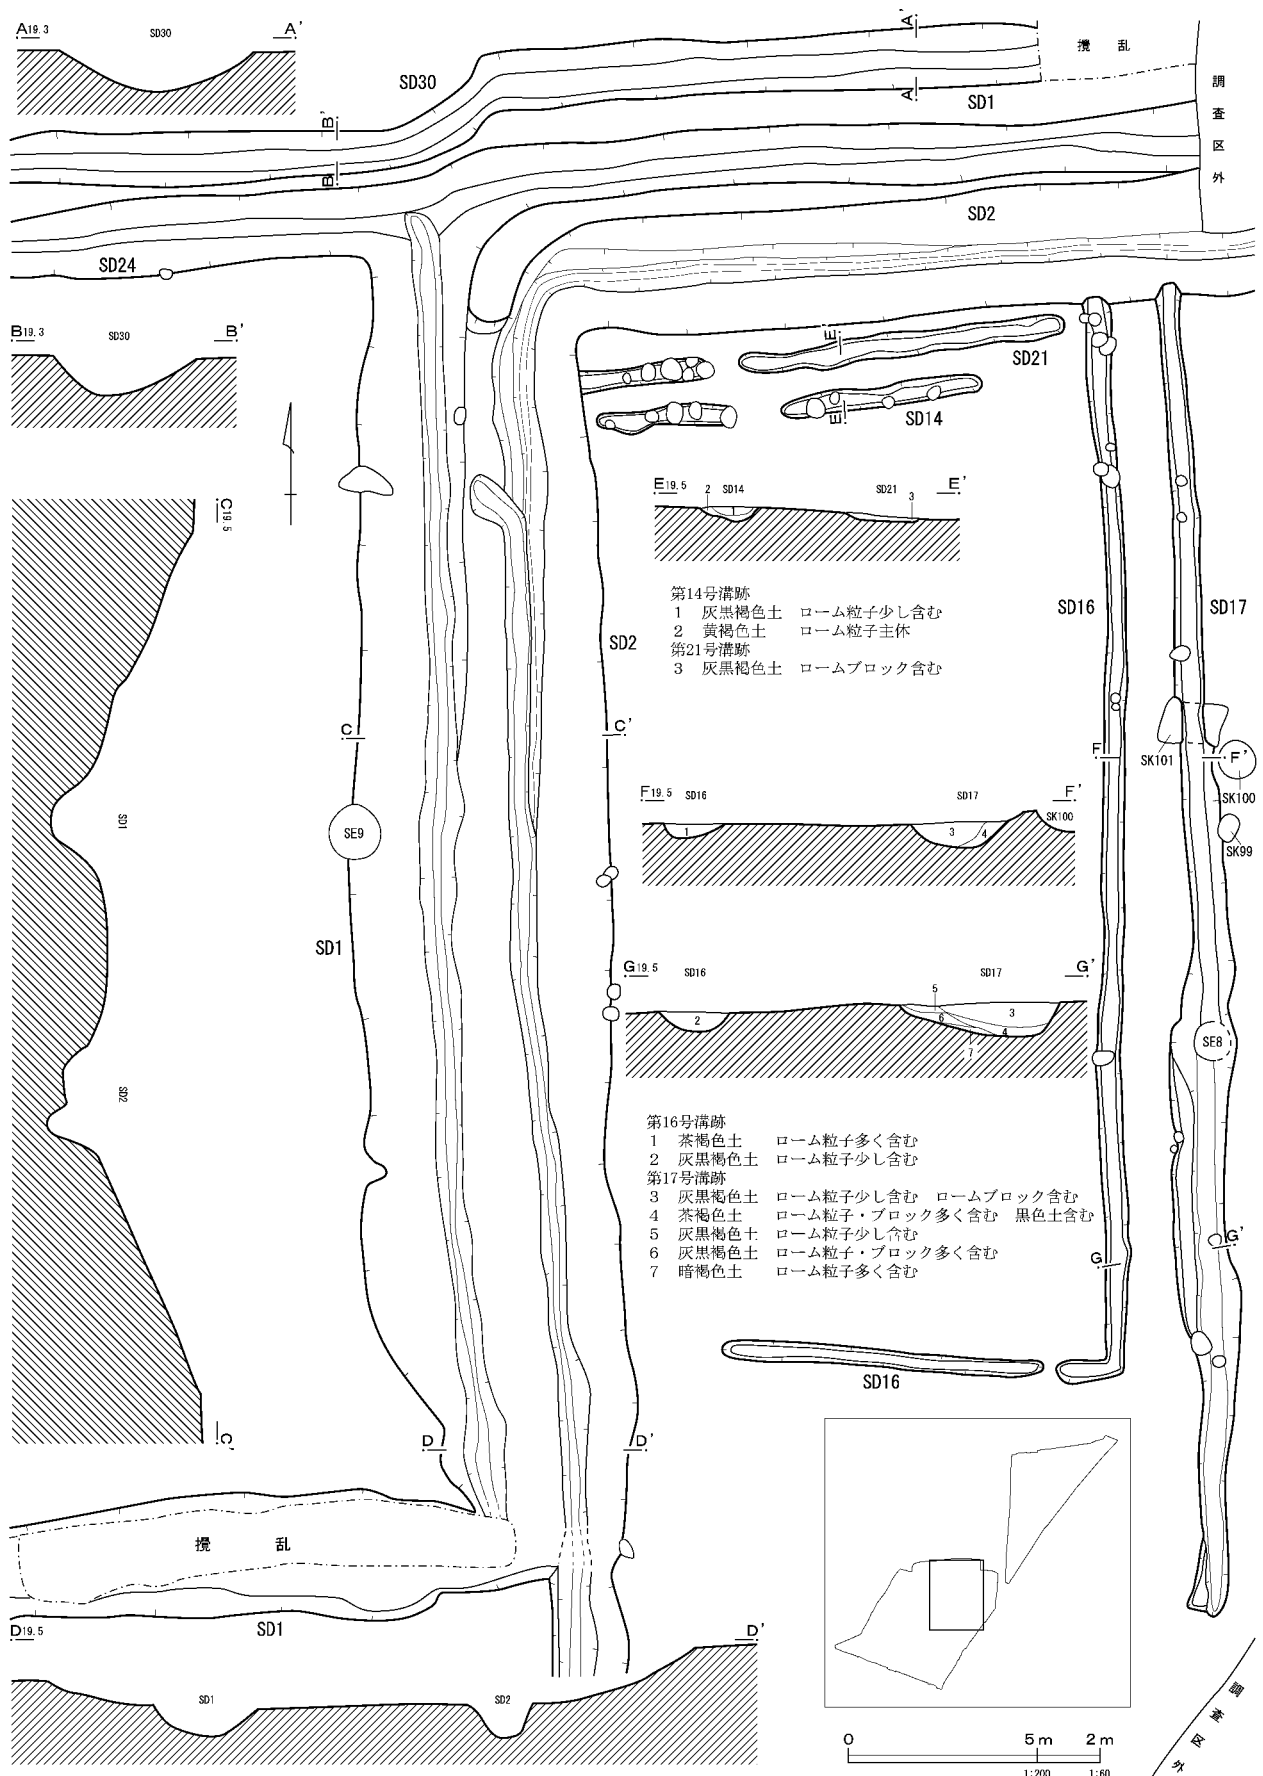 A 19.3 SD30 A'
SD30
A'
A
攪乱
調査区外
SD1
B'
B
SD2
SD24
B 19.3 SD30 B'
E'
SD21
E
SD14
C 19.5
SD1
SD2
C'
E 19.5 2 SD14 SD21 3 E'
1
第14号溝跡
1 灰黒褐色土 ローム粒子少し含む
2 黄褐色土 ローム粒子主体
第21号溝跡
3 灰黒褐色土 ロームブロック含む
SD16
SD17
SD2
C
C'
F
F'
SK101
SK100
SK99
SE9
F 19.5 SD16 SD17 F'
SK100
1 3 4
SD1
G 19.5 SD16 SD17 G'
2 5 6 3 4 7
SE8
第16号溝跡
1 茶褐色土 ローム粒子多く含む
2 灰黒褐色土 ローム粒子少し含む
第17号溝跡
3 灰黒褐色土 ローム粒子少し含む ロームブロック含む
4 茶褐色土 ローム粒子・ブロック多く含む 黒色土含む
5 灰黒褐色土 ローム粒子少し含む
6 灰黒褐色土 ローム粒子・ブロック多く含む
7 暗褐色土 ローム粒子多く含む
G
G'
SD16
D
D'
攪乱
SD1
D 19.5 D'
SD1 SD2
0 5m 2m
1:200 1:60
調査区外